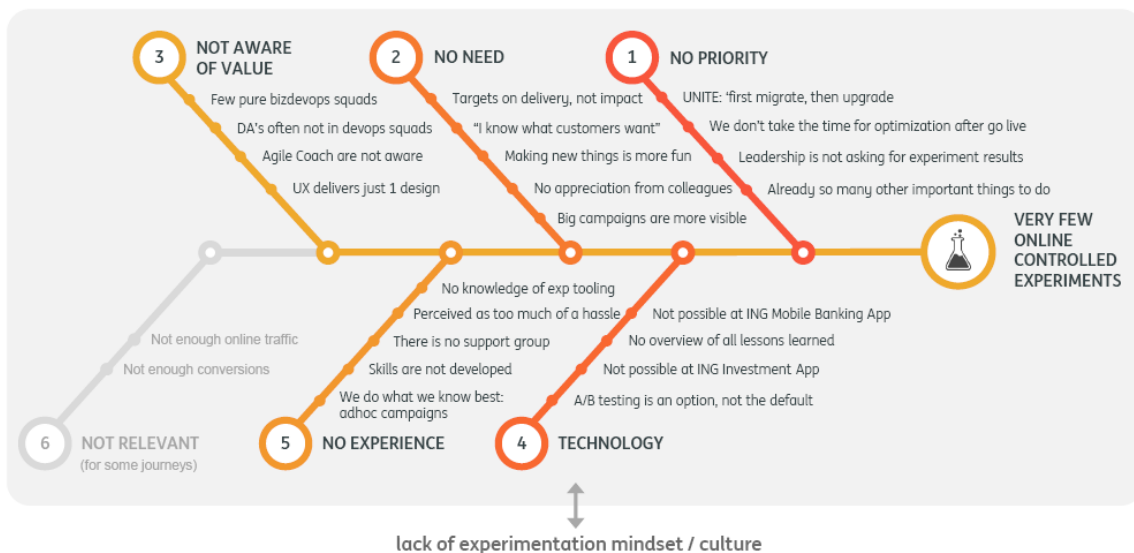 3
NOT AWARE
OF VALUE
Few pure bizdevops squads
DA's often not in devops squads
Agile Coach are not aware
UX delivers just 1 design
2
NO NEED
Targets on delivery, not impact
“I know what customers want”
Making new things is more fun
No appreciation from colleagues
Big campaigns are more visible
1
NO PRIORITY
UNITE: ‘first migrate, then upgrade
We don't take the time for optimization after go live
Leadership is not asking for experiment results
Already so many other important things to do
VERY FEW
ONLINE
CONTROLLED
EXPERIMENTS
Not enough online traffic
Not enough conversions
6
NOT RELEVANT
(for some journeys)
No knowledge of exp tooling
Perceived as too much of a hassle
There is no support group
Skills are not developed
We do what we know best:
adhoc campaigns
5
NO EXPERIENCE
Not possible at ING Mobile Banking App
No overview of all lessons learned
Not possible at ING Investment App
A/B testing is an option, not the default
4
TECHNOLOGY
lack of experimentation mindset / culture